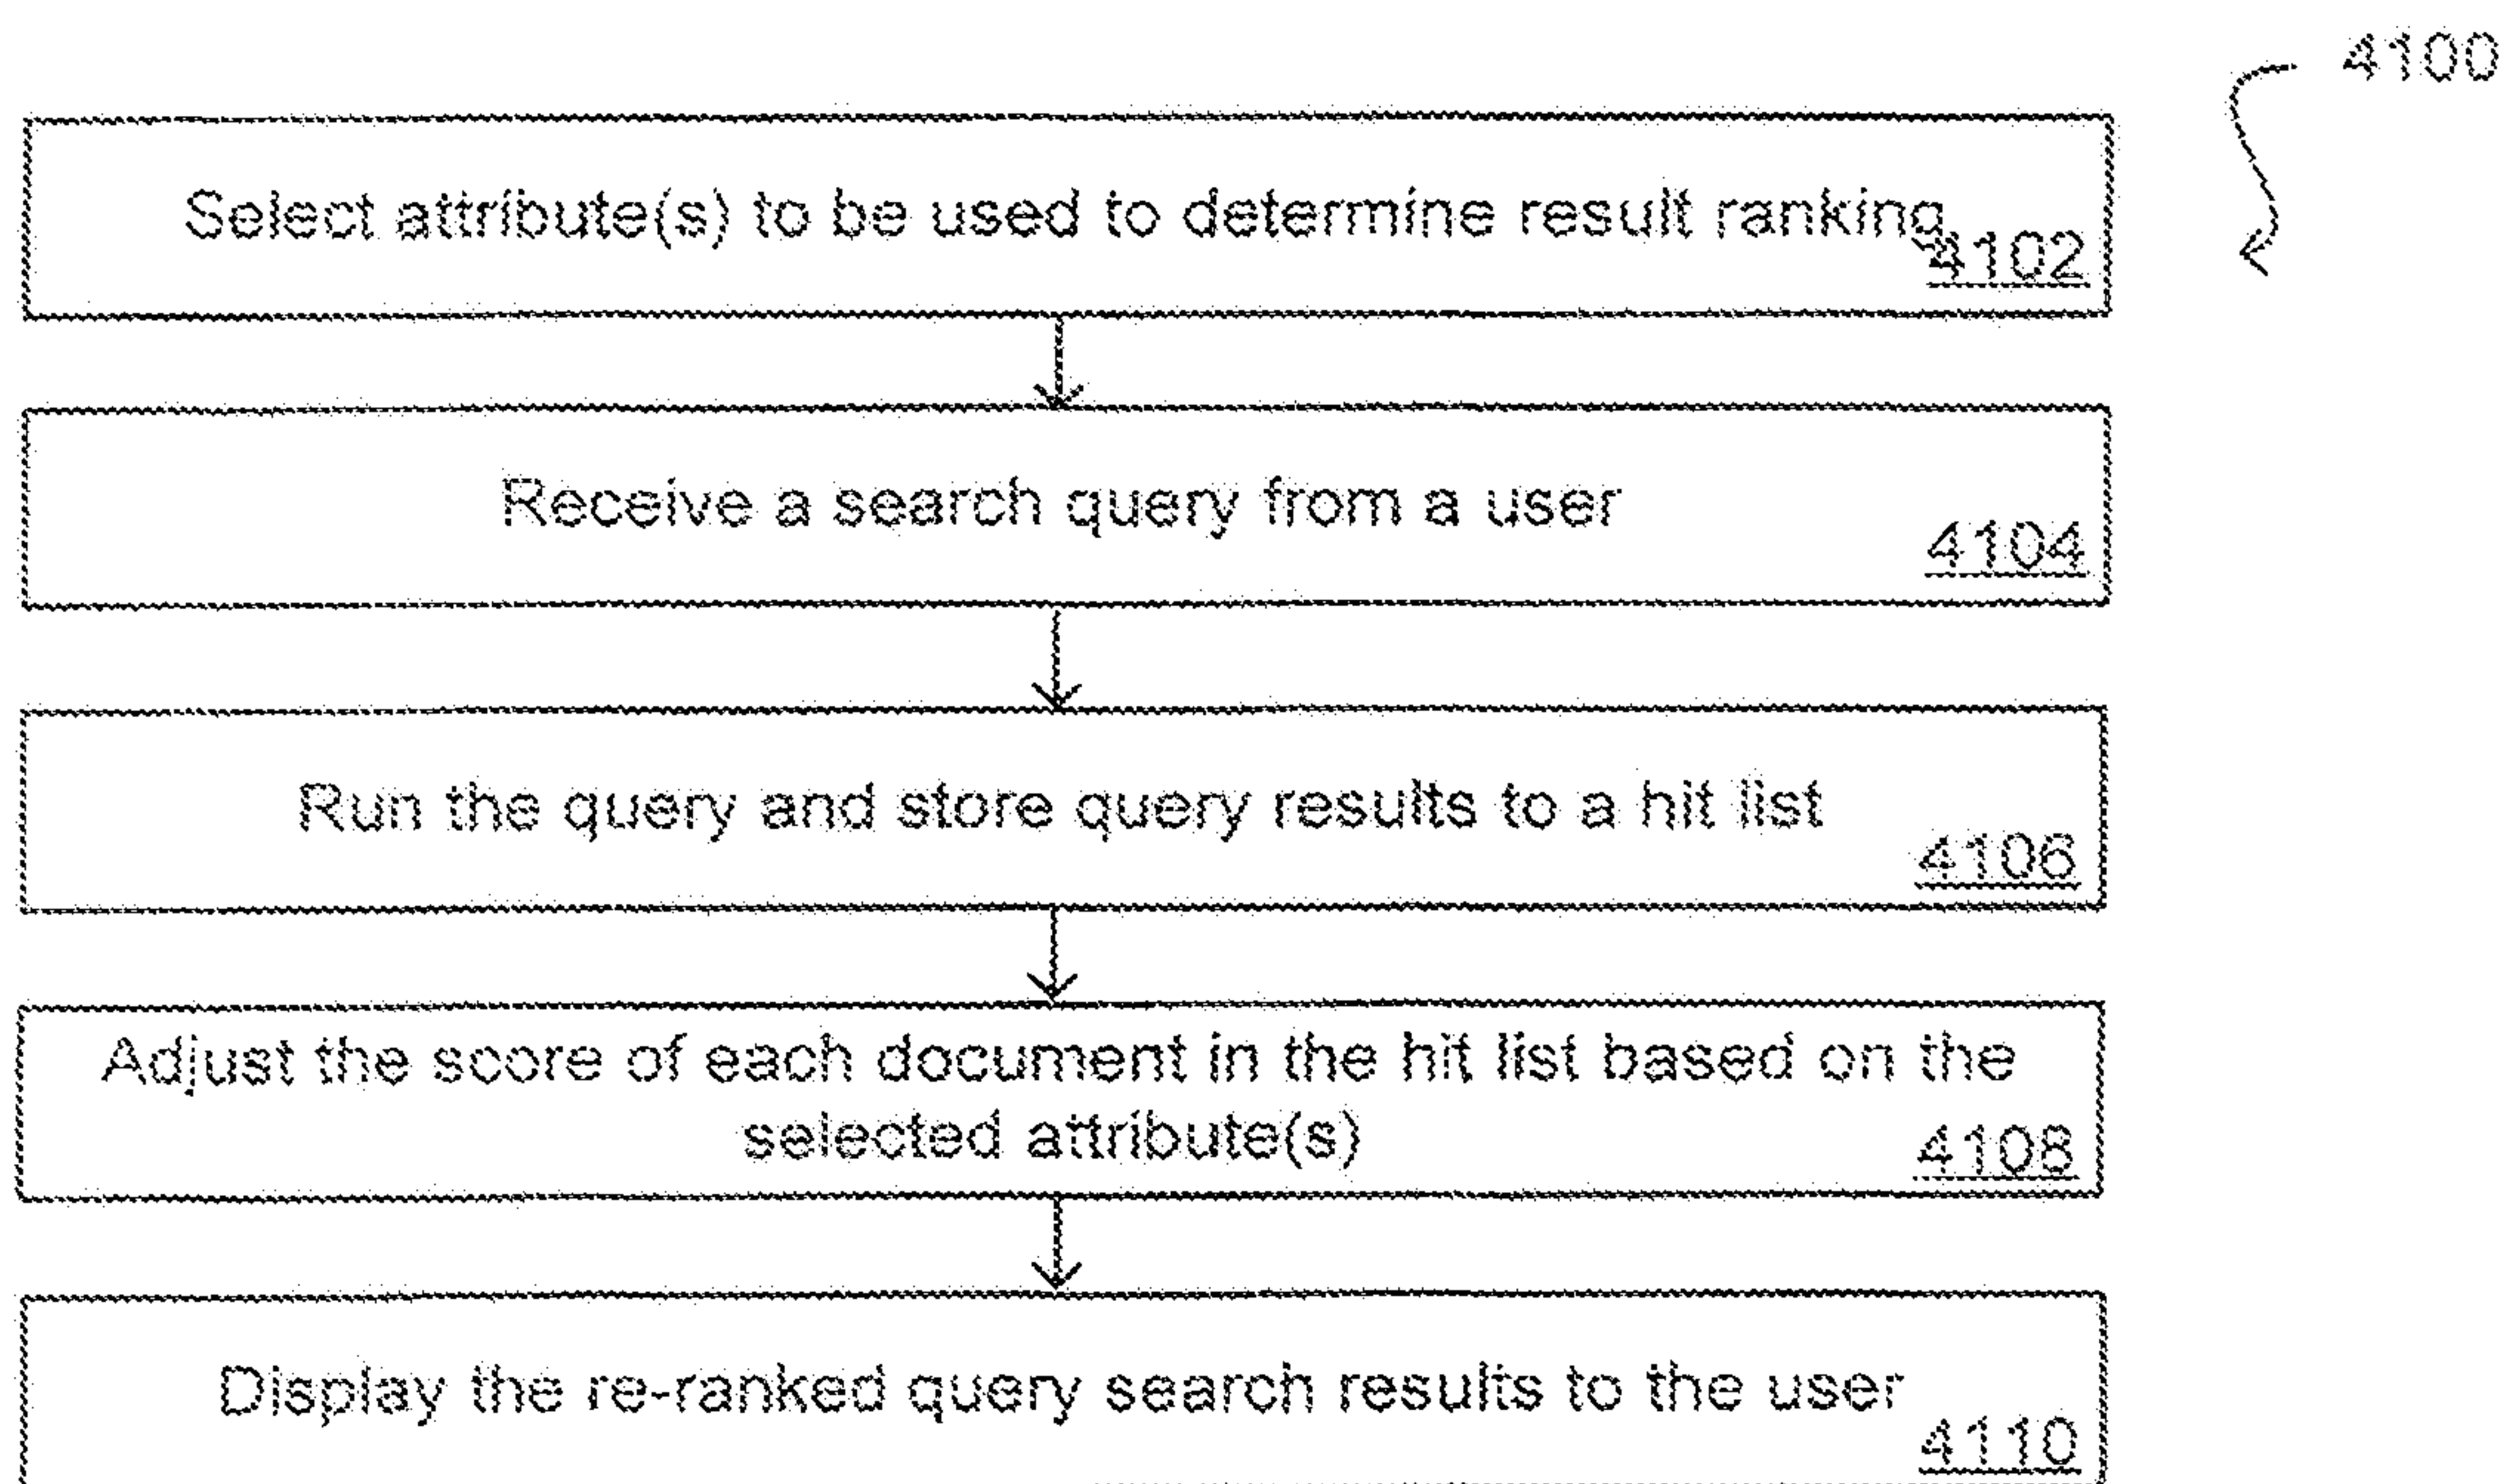 4100
Select attribute(s) to be used to determine result ranking
4102
Receive a search query from a user
4104
Run the query and store query results to a hit list
4106
Adjust the score of each document in the hit list based on the
selected attribute(s)
4108
Display the re-ranked query search results to the user
4110